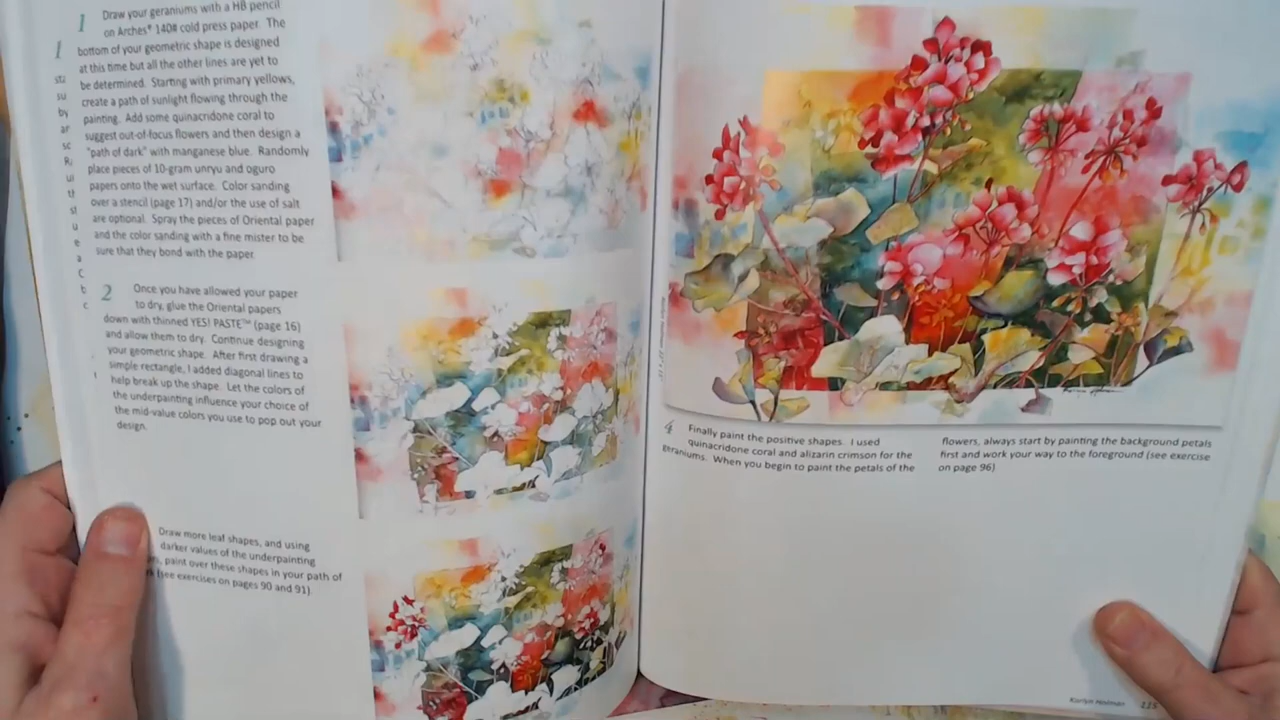 1 Draw your geraniums with a HB pencil
on Arches® 140# cold press paper. The
bottom of your geometric shape is designed
at this time but all the other lines are yet to
be determined. Starting with primary yellows,
create a path of sunlight flowing through the
painting. Add some quinacridone coral to
suggest out-of-focus flowers and then design a
"path of dark" with manganese blue. Randomly
place pieces of 10-gram unryu and oguro
papers onto the wet surface. Color sanding
over a stencil (page 17) and/or the use of salt
are optional. Spray the pieces of Oriental paper
and the color sanding with a fine mister to be
sure that they bond with the paper.
2 Once you have allowed your paper
to dry, glue the Oriental papers
down with thinned YES! PASTE™ (page 16)
and allow them to dry. Continue designing
your geometric shape. After first drawing a
simple rectangle, I added diagonal lines to
help break up the shape. Let the colors of
the underpainting influence your choice of
the mid-value colors you use to pop out your
design.
Draw more leaf shapes, and using
darker values of the underpainting
paint over these shapes in your path of
(see exercises on pages 90 and 91)
4 Finally paint the positive shapes. I used
quinacridone coral and alizarin crimson for the
geraniums. When you begin to paint the petals of the
flowers, always start by painting the background petals
first and work your way to the foreground (see exercise
on page 96)
Karlyn Holman 115